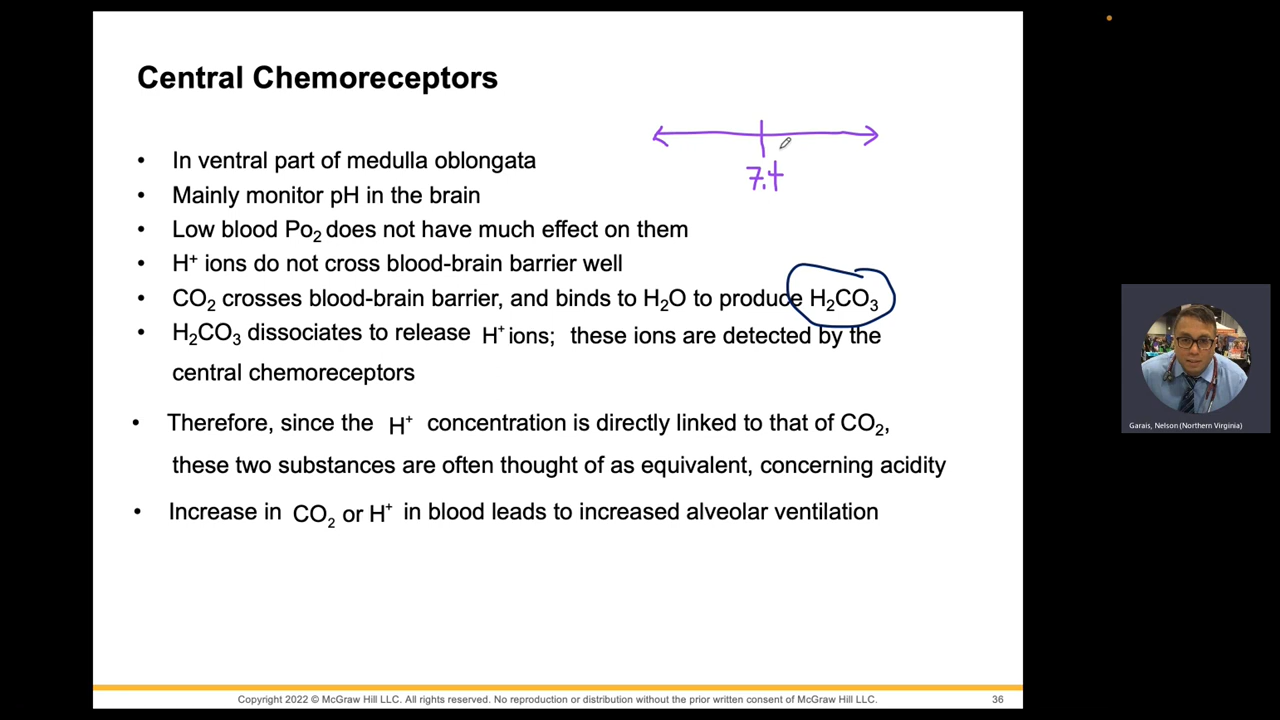 Central Chemoreceptors
7.4
• In ventral part of medulla oblongata
• Mainly monitor pH in the brain
• Low blood Po₂ does not have much effect on them
• H⁺ ions do not cross blood-brain barrier well
• CO₂ crosses blood-brain barrier, and binds to H₂O to produce H₂CO₃
• H₂CO₃ dissociates to release H⁺ ions; these ions are detected by the
central chemoreceptors
• Therefore, since the H⁺ concentration is directly linked to that of CO₂,
these two substances are often thought of as equivalent, concerning acidity
• Increase in CO₂ or H⁺ in blood leads to increased alveolar ventilation
Garais, Nelson (Northern Virginia)
Copyright 2022 © McGraw Hill LLC. All rights reserved. No reproduction or distribution without the prior written consent of McGraw Hill LLC.
36